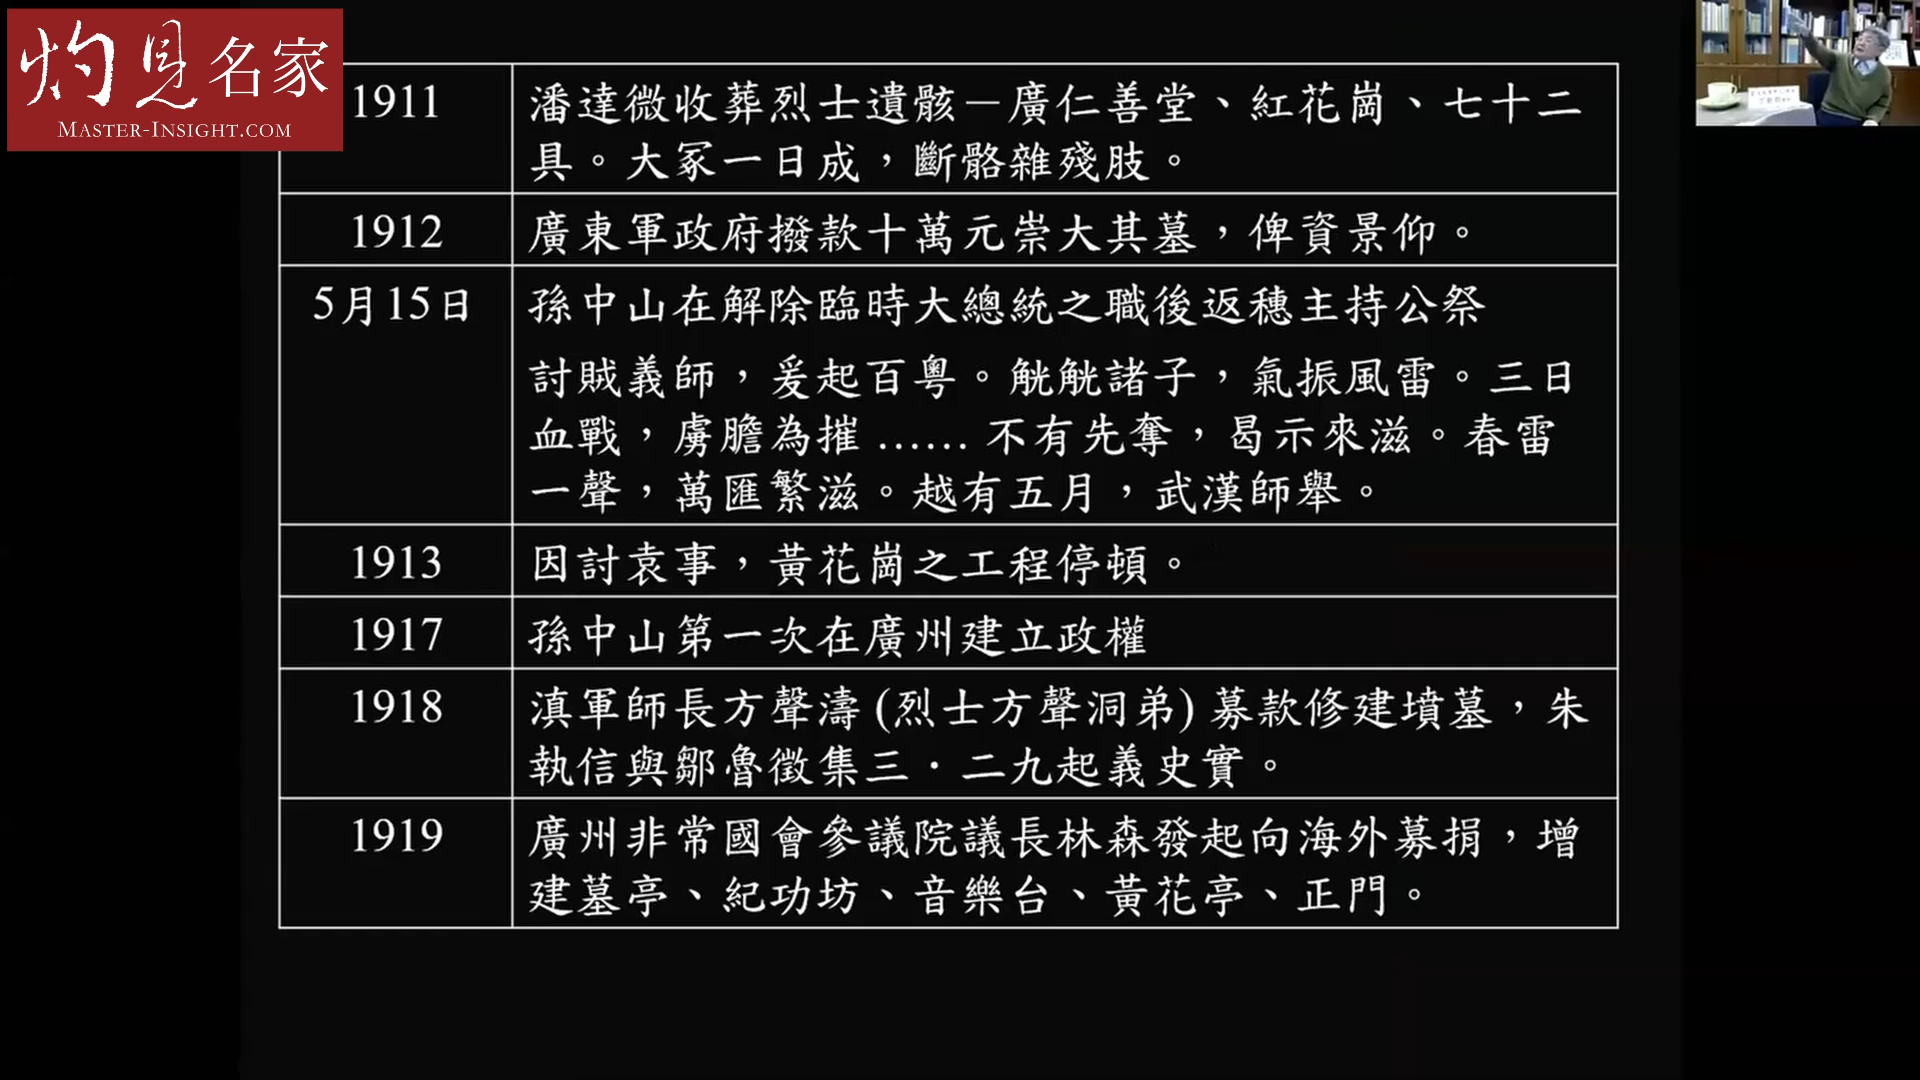 灼見名家
MASTER-INSIGHT.COM
1911
潘達微收葬烈士遺骸－廣仁善堂、紅花崗、七十二
具。大冢一日成，斷骼雜殘肢。
1912
廣東軍政府撥款十萬元崇大其墓，俾資景仰。
5月15日
孫中山在解除臨時大總統之職後返穗主持公祭
討賊義師，爰起百粵。觥觥諸子，氣振風雷。三日
血戰，虜膽為摧 ...... 不有先奪，曷示來滋。春雷
一聲，萬匯繁滋。越有五月，武漢師舉。
1913
因討袁事，黃花崗之工程停頓。
1917
孫中山第一次在廣州建立政權
1918
滇軍師長方聲濤 (烈士方聲洞弟) 募款修建墳墓，朱
執信與鄒魯徵集三．二九起義史實。
1919
廣州非常國會參議院議長林森發起向海外募捐，增
建墓亭、紀功坊、音樂台、黃花亭、正門。